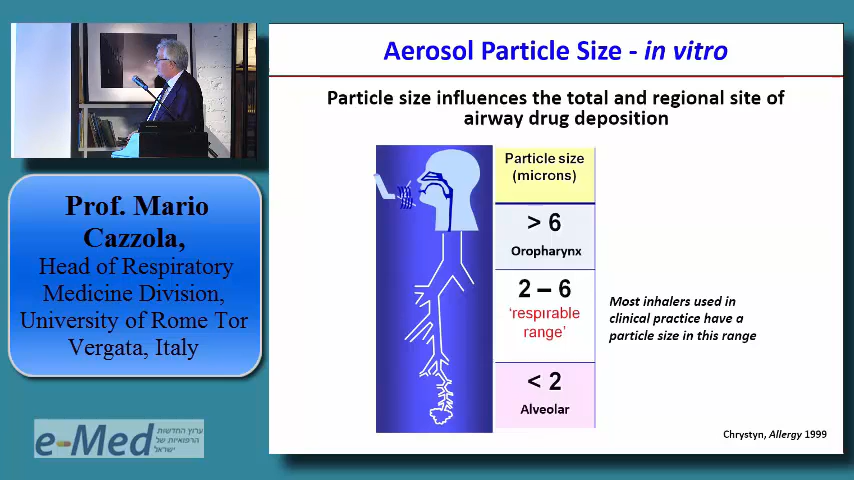 Aerosol Particle Size - in vitro
Particle size influences the total and regional site of
airway drug deposition
Particle size
(microns)
> 6
Oropharynx
2 – 6
'respirable
range'
< 2
Alveolar
Most inhalers used in
clinical practice have a
particle size in this range
Chrystyn, Allergy 1999
Prof. Mario
Cazzola,
Head of Respiratory
Medicine Division,
University of Rome Tor
Vergata, Italy
e-Med
ערוץ החדשות
הרפואיות של
ישראל